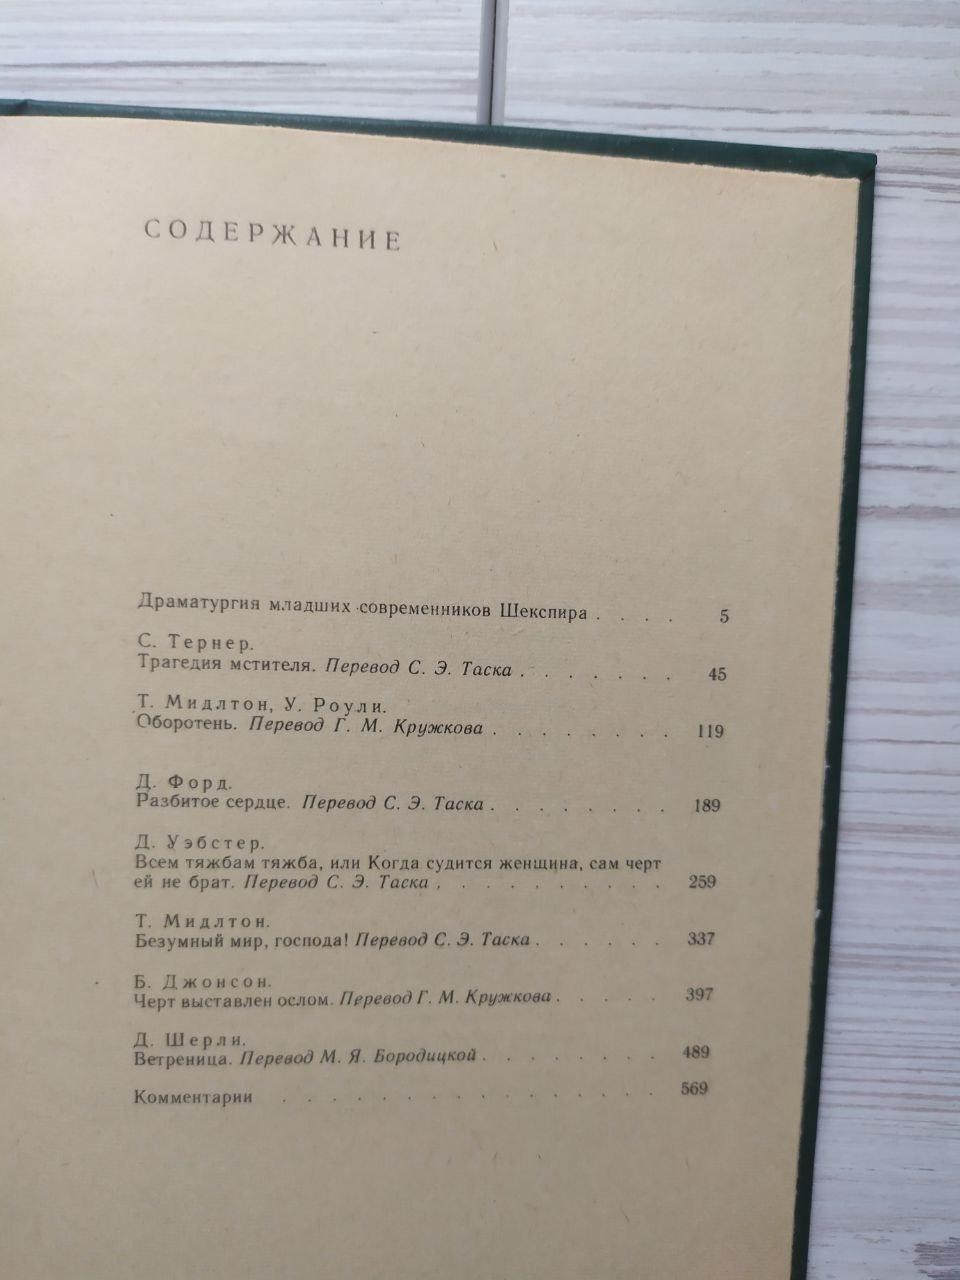 СОДЕРЖАНИЕ
Драматургия младших современников Шекспира . . . . 5
С. Тернер.
Трагедия мстителя. Перевод С. Э. Таска . . . . . . . 45
Т. Мидлтон, У. Роули.
Оборотень. Перевод Г. М. Кружкова . . . . . . . . 119
Д. Форд.
Разбитое сердце. Перевод С. Э. Таска . . . . . . . . 189
Д. Уэбстер.
Всем тяжбам тяжба, или Когда судится женщина, сам черт
ей не брат. Перевод С. Э. Таска . . . . . . . . . . 259
Т. Мидлтон.
Безумный мир, господа! Перевод С. Э. Таска . . . . . . 337
Б. Джонсон.
Черт выставлен ослом. Перевод Г. М. Кружкова . . . . . 397
Д. Шерли.
Ветреница. Перевод М. Я. Бородицкой . . . . . . . . 489
Комментарии . . . . . . . . . . . . . . . . 569